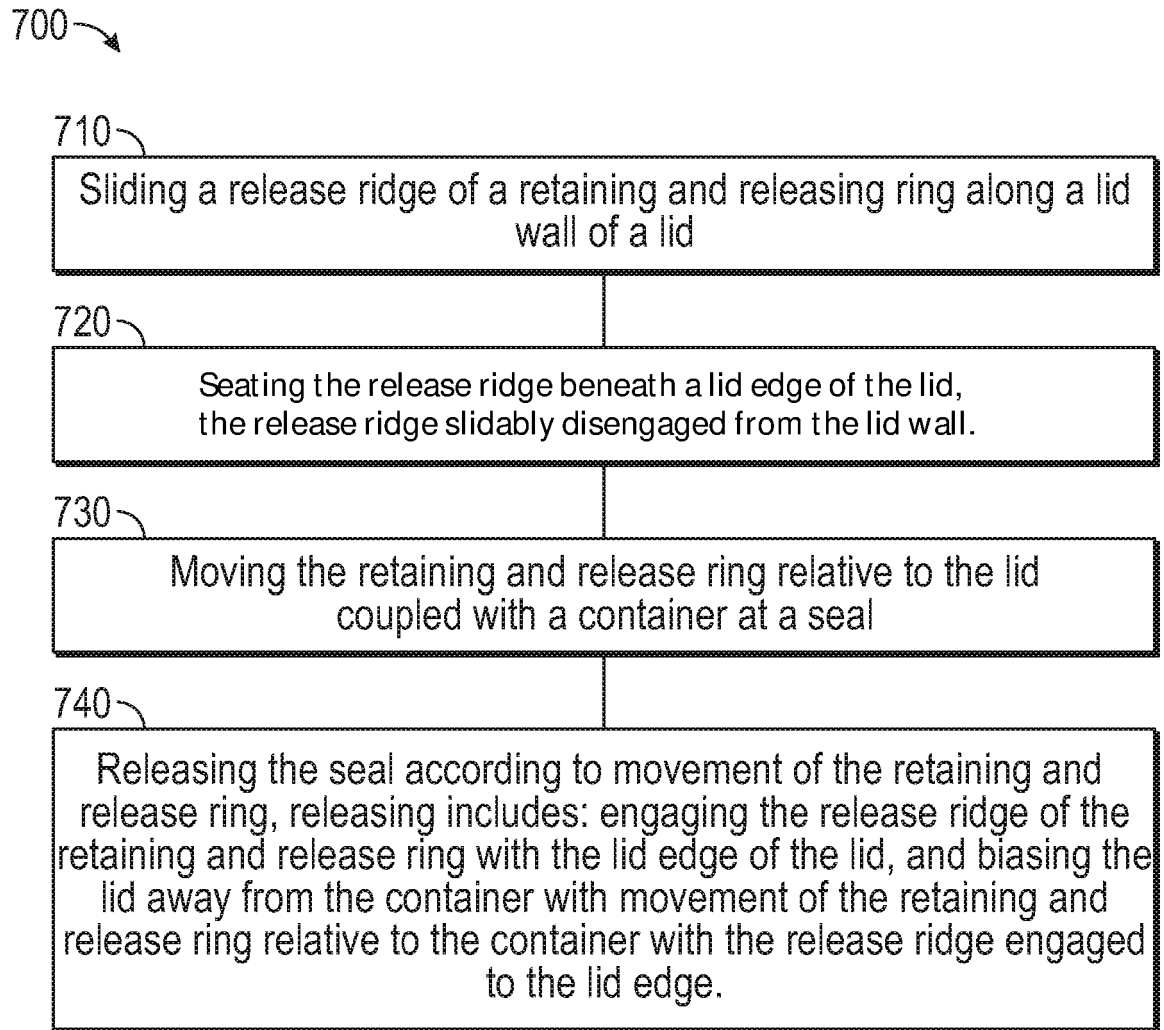 700
710
Sliding a release ridge of a retaining and releasing ring along a lid
wall of a lid
720
Seating the release ridge beneath a lid edge of the lid,
the release ridge slidably disengaged from the lid wall.
730
Moving the retaining and release ring relative to the lid
coupled with a container at a seal
740
Releasing the seal according to movement of the retaining and
release ring, releasing includes: engaging the release ridge of the
retaining and release ring with the lid edge of the lid, and biasing the
lid away from the container with movement of the retaining and
release ring relative to the container with the release ridge engaged
to the lid edge.